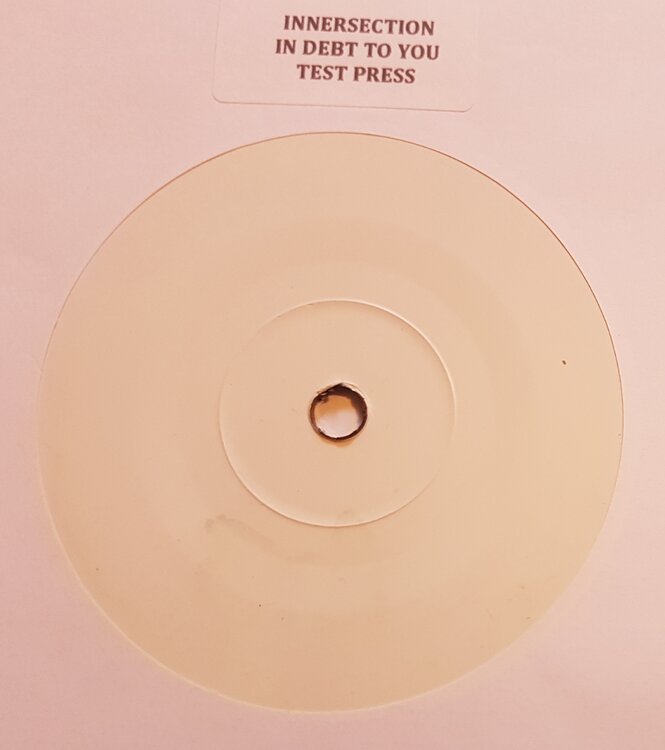 INNERSECTION
IN DEBT TO YOU
TEST PRESS